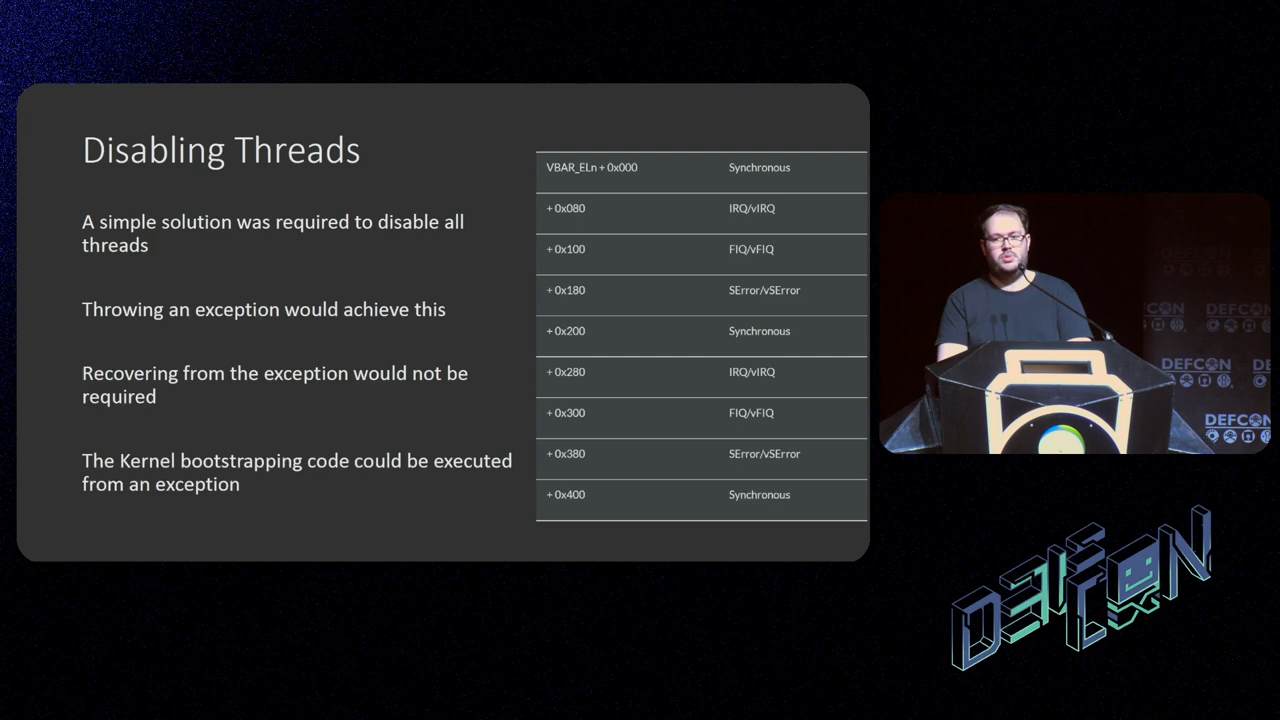 Disabling Threads
A simple solution was required to disable all
threads
Throwing an exception would achieve this
Recovering from the exception would not be
required
The Kernel bootstrapping code could be executed
from an exception
VBAR_ELn + 0x000 Synchronous
+ 0x080 IRQ/vIRQ
+ 0x100 FIQ/vFIQ
+ 0x180 SError/vSError
+ 0x200 Synchronous
+ 0x280 IRQ/vIRQ
+ 0x300 FIQ/vFIQ
+ 0x380 SError/vSError
+ 0x400 Synchronous
DEFCON
DEFCON
DEFCON
DEFCON